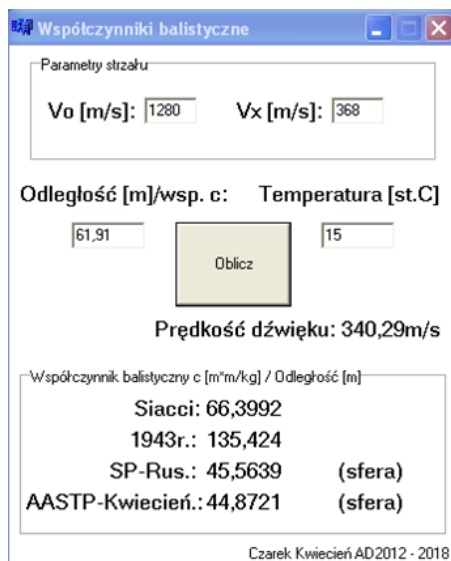 Współczynniki balistyczne
Parametry strzału
Vo [m/s]: 1280 Vx [m/s]: 368
Odległość [m]/wsp. c: Temperatura [st.C]
61,91 15
Oblicz
Prędkość dźwięku: 340,29m/s
Współczynnik balistyczny c [m*m/kg] / Odległość [m]
Siacci: 66,3992
1943r.: 135,424
SP-Rus.: 45,5639 (sfera)
AASTP-Kwiecień.: 44,8721 (sfera)
Czarek Kwiecień AD2012 - 2018